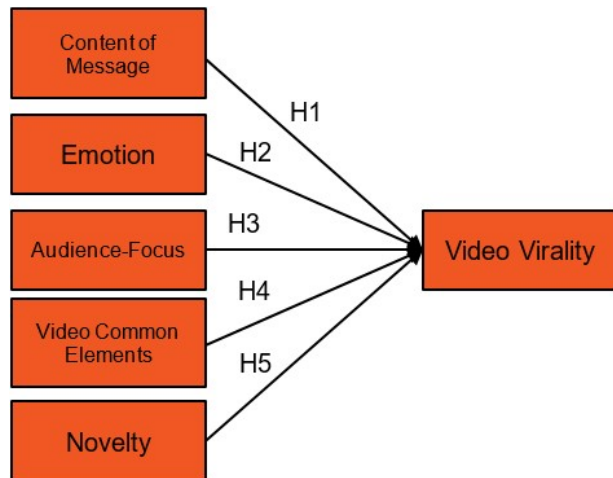 Content of
Message
H1
Emotion
H2
Audience-Focus
H3
Video Virality
Video Common
Elements
H4
Novelty
H5